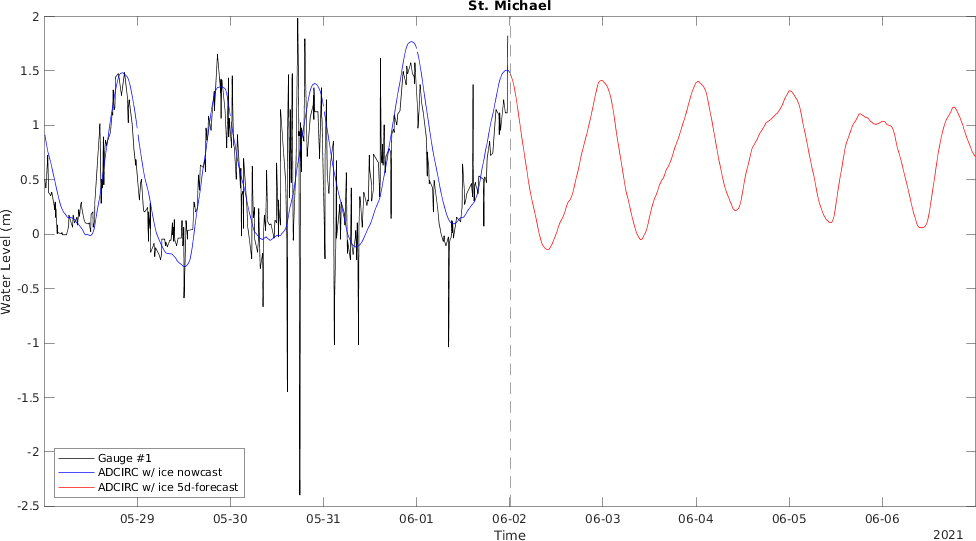 St. Michael
2
1.5
1
0.5
0
-0.5
-1
-1.5
-2
-2.5
Water Level (m)
Gauge #1
ADCIRC w/ ice nowcast
ADCIRC w/ ice 5d-forecast
05-29 05-30 05-31 06-01 06-02 06-03 06-04 06-05 06-06
Time
2021